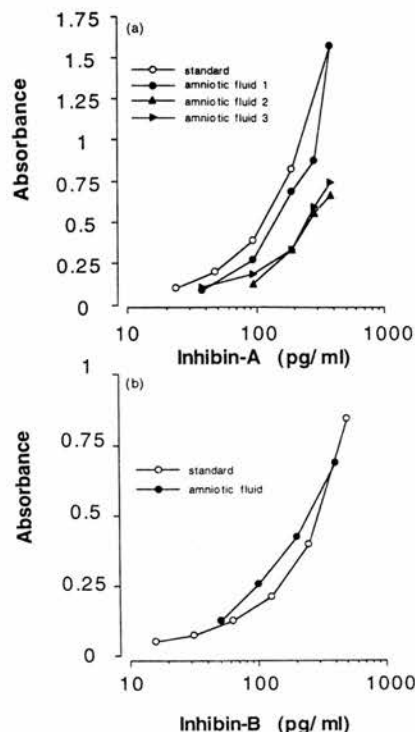 (a)
1.75
1.5
1.25
1
0.75
0.5
0.25
0
Absorbance
standard
amniotic fluid 1
amniotic fluid 2
amniotic fluid 3
10 100 1000
Inhibin-A (pg/ml)
(b)
1
0.75
0.5
0.25
0
Absorbance
standard
amniotic fluid
10 100 1000
Inhibin-B (pg/ml)